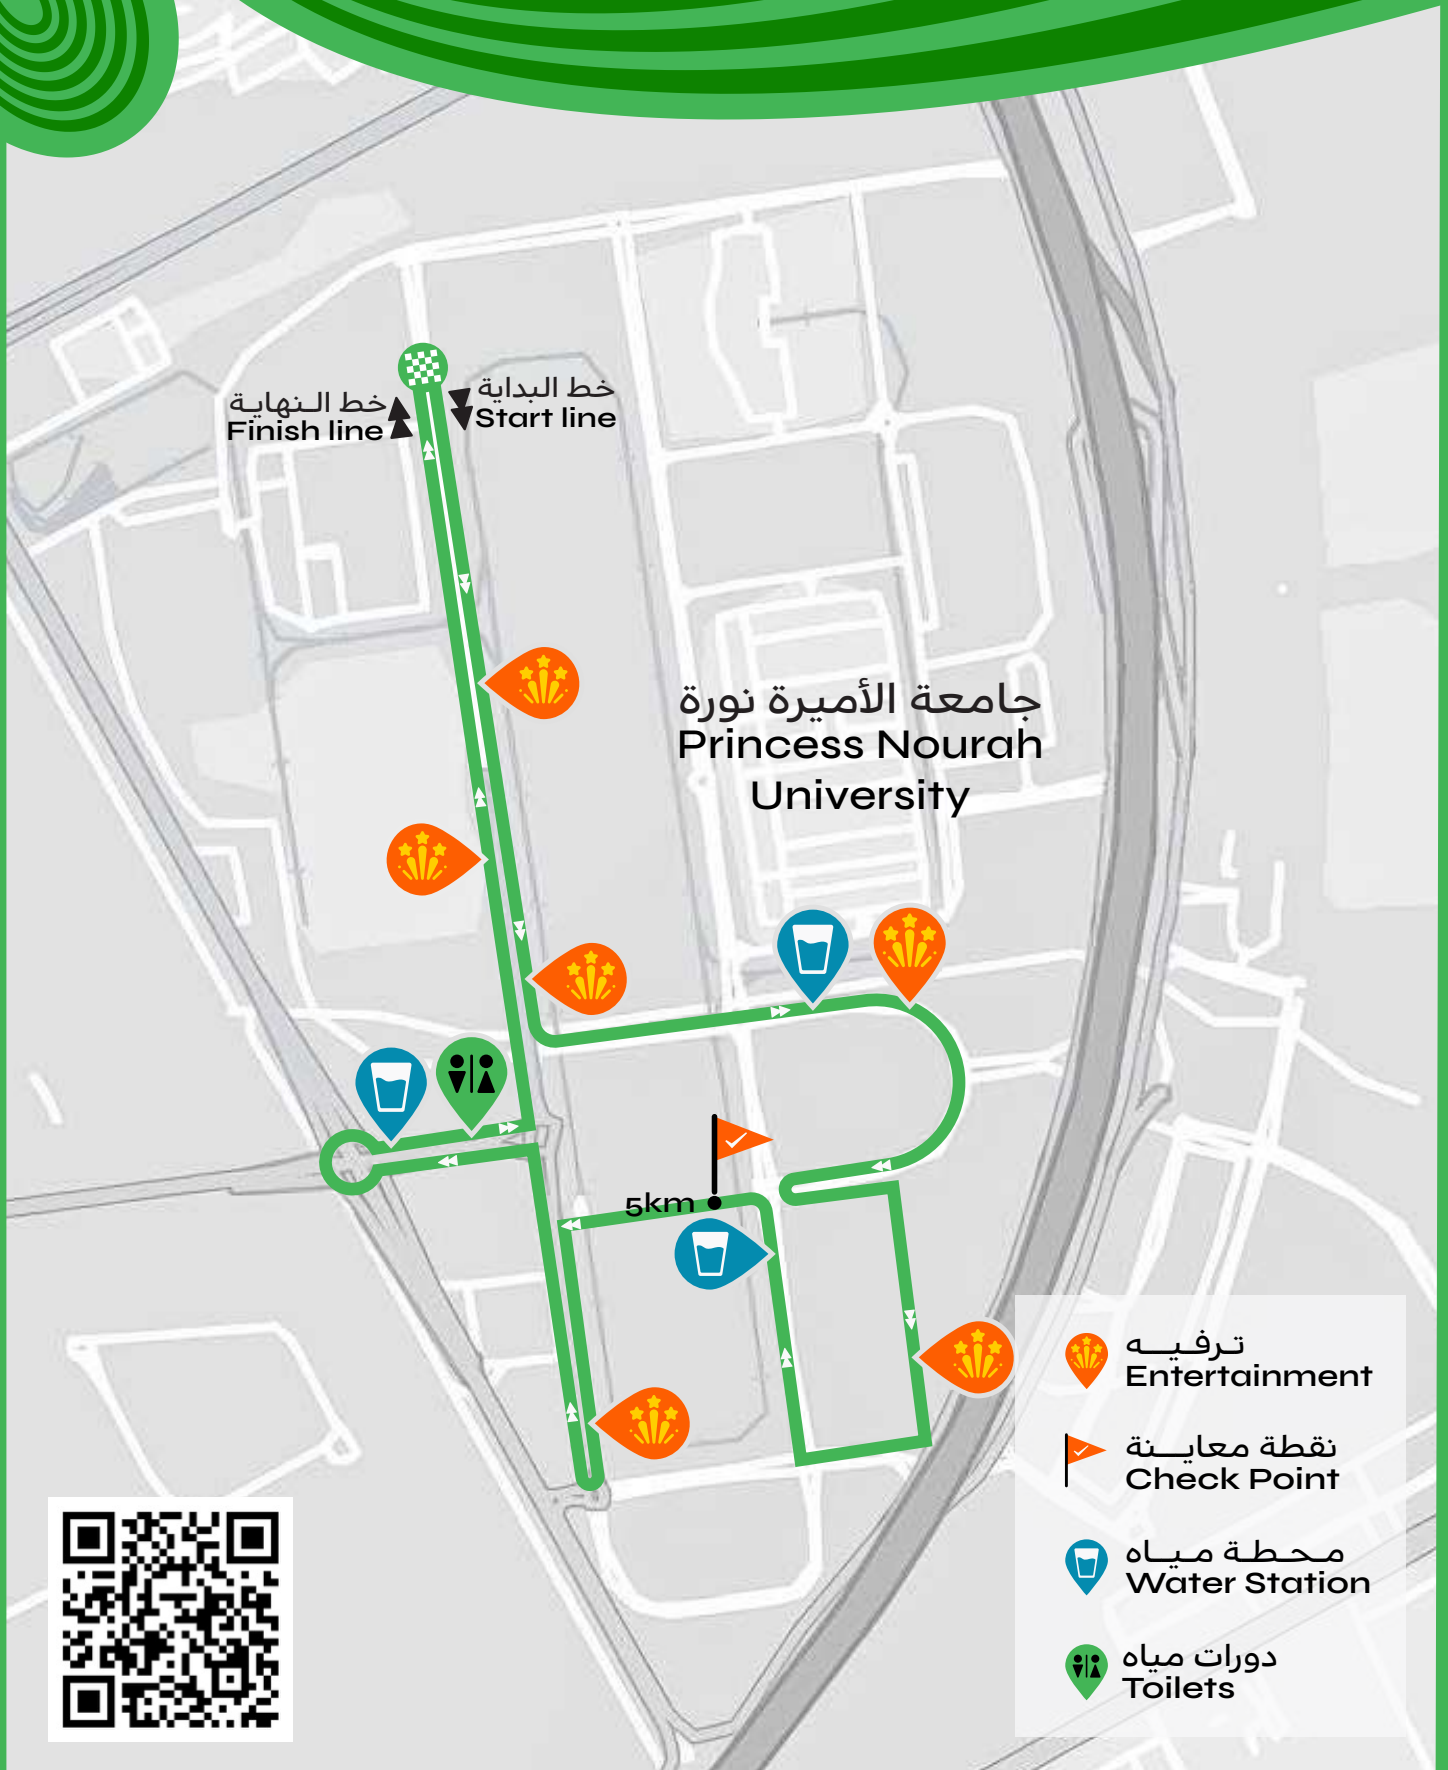 خط البداية
Start line
خط النهاية
Finish line
جامعة الأميرة نورة
Princess Nourah
University
5km
ترفيه
Entertainment
نقطة معاينة
Check Point
محطة مياه
Water Station
دورات مياه
Toilets